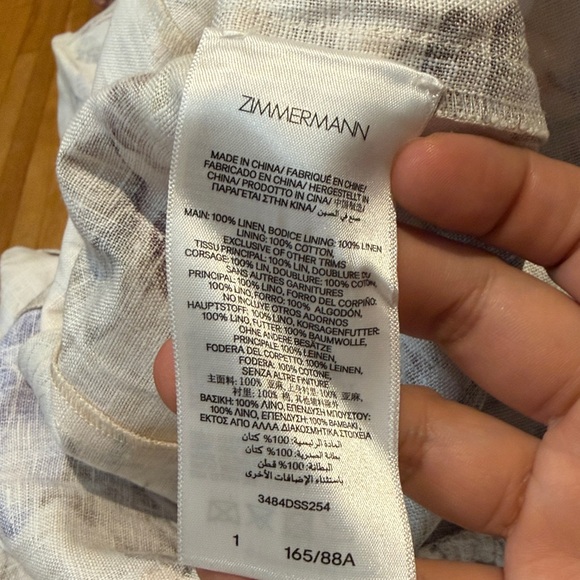 ZIMMERMANN
MADE IN CHINA/ FABRIQUÉ EN CHINE/
FABRICADO EN CHINA/ HERGESTELLT IN
CHINA/ PRODOTTO IN CINA/ 中国制造/
ΠΑΡΑΓΕΤΑΙ ΣΤΗΝ ΚΙΝΑ/ صنع في الصين
MAIN: 100% LINEN, BODICE LINING: 100% LINEN
LINING: 100% COTTON,
EXCLUSIVE OF OTHER TRIMS
TISSU PRINCIPAL: 100% LIN, DOUBLURE DU
CORSAGE: 100% LIN, DOUBLURE: 100% COTON,
SANS AUTRES GARNITURES
PRINCIPAL: 100% LINO, FORRO DEL CORPIÑO:
100% LINO, FORRO: 100% ALGODÓN,
NO INCLUYE OTROS ADORNOS
HAUPTSTOFF: 100% LEINEN, KORSAGENFUTTER:
100% LINO, FUTTER: 100% BAUMWOLLE,
OHNE ANDERE BESÄTZE
PRINCIPALE: 100% LEINEN,
FODERA DEL CORPETTO: 100% LEINEN,
FODERA: 100% COTONE,
SENZA ALTRE FINITURE
主面料: 100% 亚麻, 上身衬里: 100% 亚麻,
衬里: 100% 棉, 其他辅料除外
ΒΑΣΙΚΗ: 100% ΛΙΝΟ, ΕΠΕΝΔΥΣΗ ΜΠΟΥΣΤΟΥ:
100% ΛΙΝΟ, ΕΠΕΝΔΥΣΗ: 100% ΒΑΜΒΑΚΙ,
ΕΚΤΟΣ ΑΠΟ ΑΛΛΑ ΔΙΑΚΟΣΜΗΤΙΚΑ ΣΤΟΙΧΕΙΑ
المادة الرئيسية: 100% كتان
بطانة الصدرية: 100% كتان
البطانة: 100% قطن
باستثناء الإضافات الأخرى
3484DSS254
1 165/88A